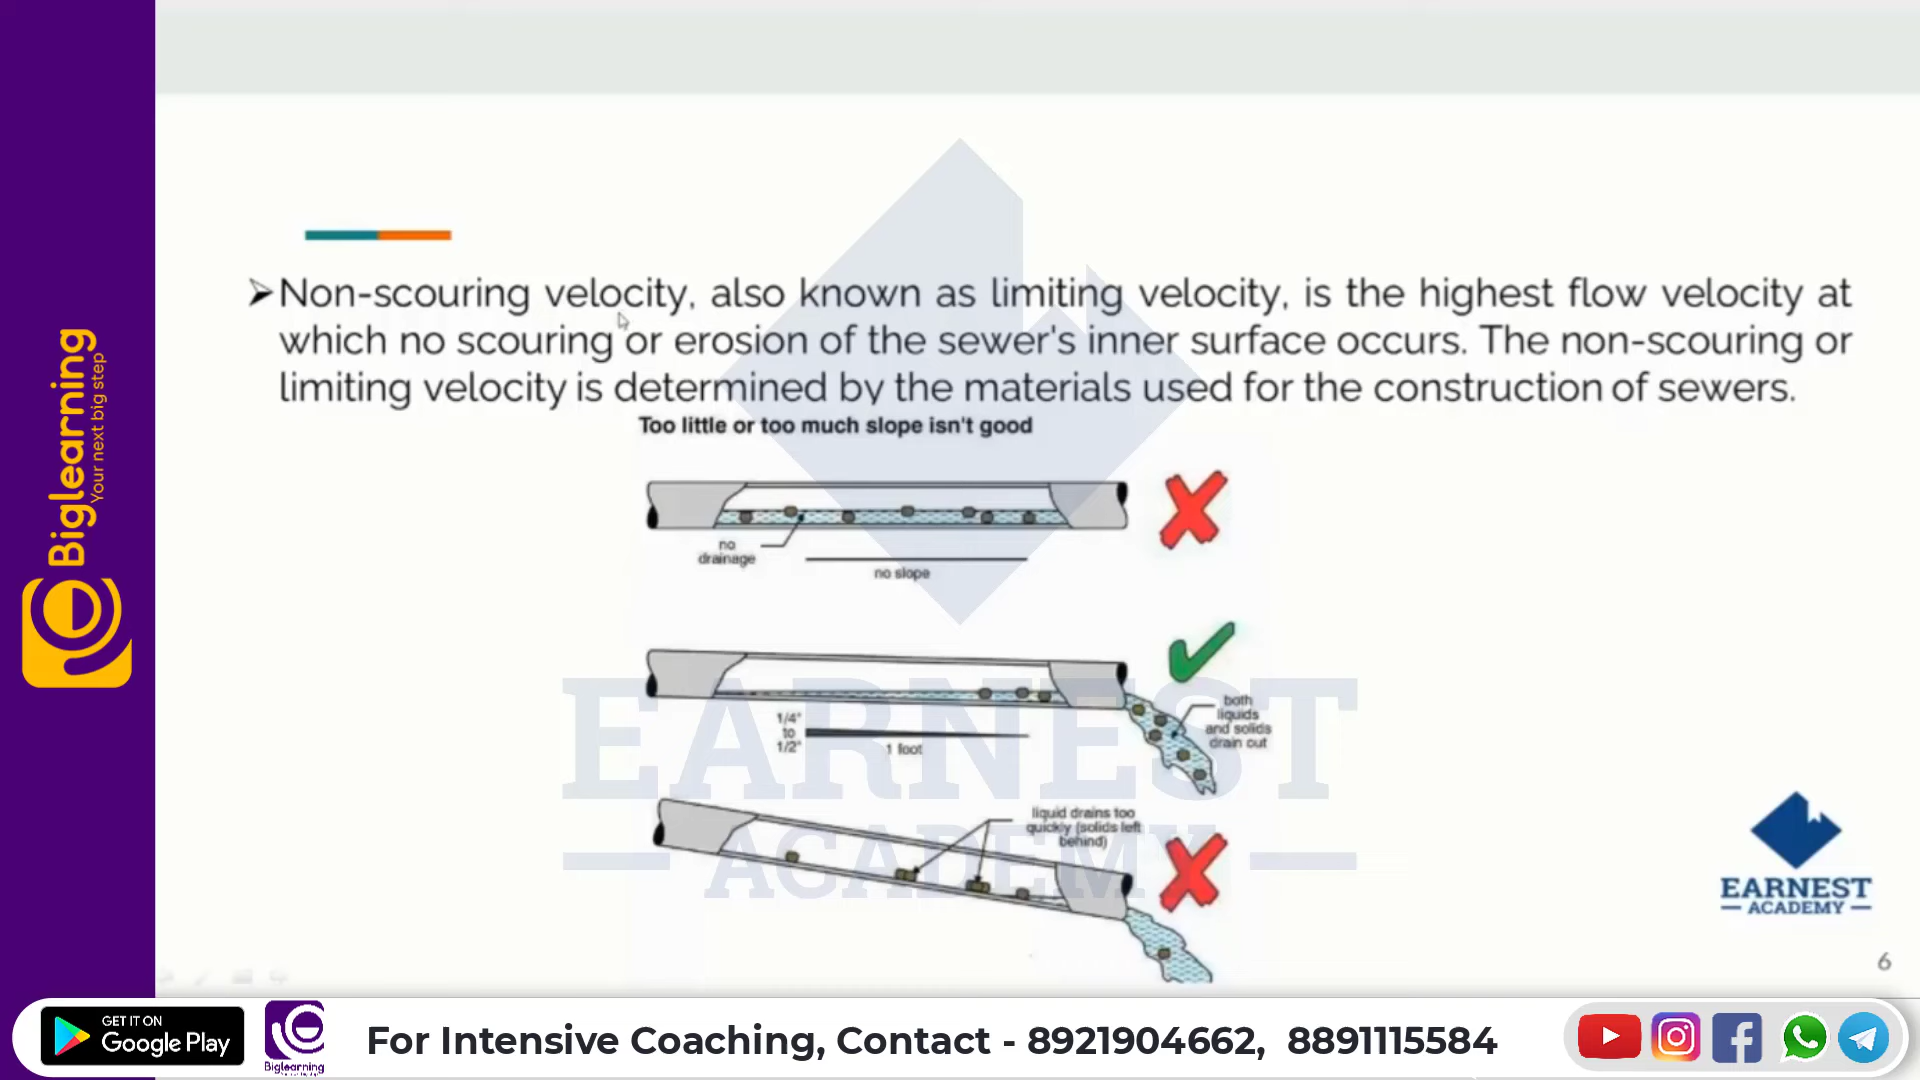 Biglearning
Your next big step
➤Non-scouring velocity, also known as limiting velocity, is the highest flow velocity at
which no scouring or erosion of the sewer's inner surface occurs. The non-scouring or
limiting velocity is determined by the materials used for the construction of sewers.
Too little or too much slope isn't good
no
drainage
no slope
1/4"
to
1/2"
1 foot
both
liquids
and solids
drain out
liquid drains too
quickly (solids left
behind)
EARNEST
ACADEMY
EARNEST
ACADEMY
6
GET IT ON
Google Play
Biglearning
For Intensive Coaching, Contact - 8921904662, 8891115584